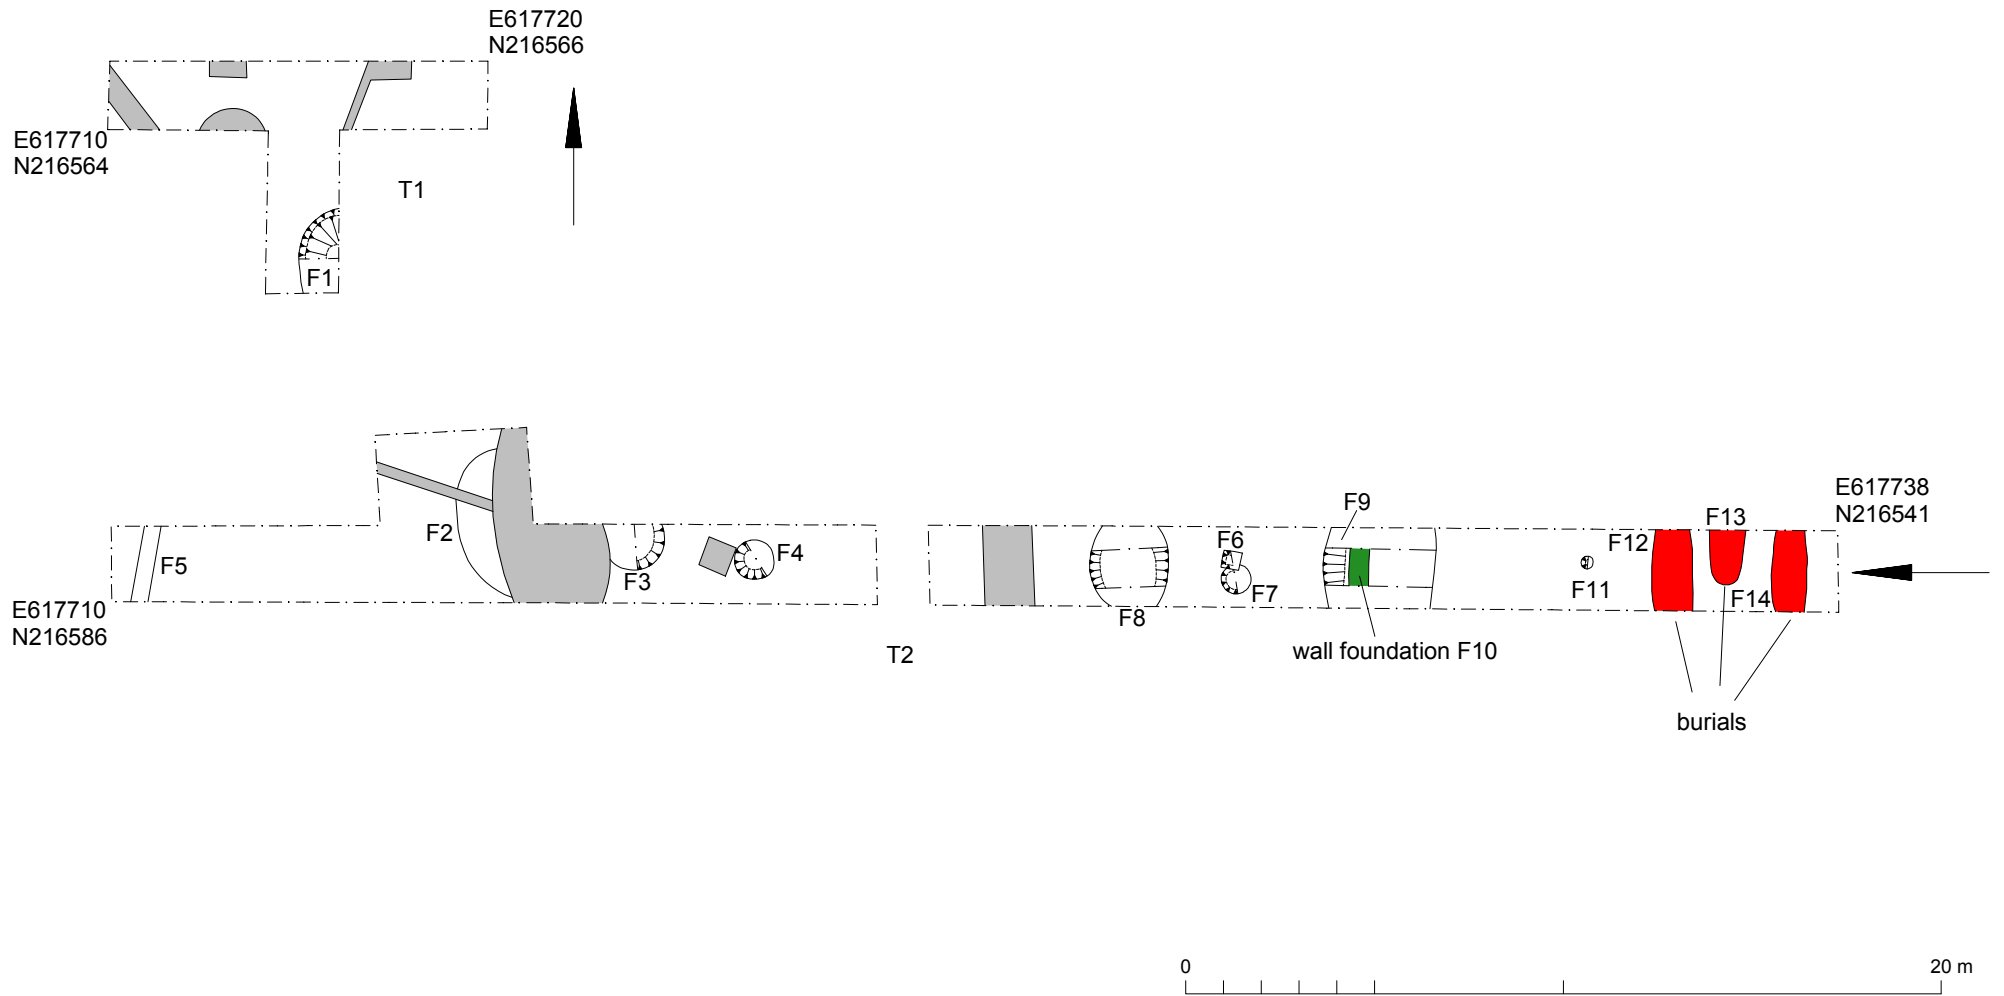 E617720
N216566
E617710
N216564
T1
F1
E617738
N216541
F9
F13
F2
F6
F12
F5
F3
F4
F7
F11
F14
F8
E617710
N216586
T2
wall foundation F10
burials
0
20 m